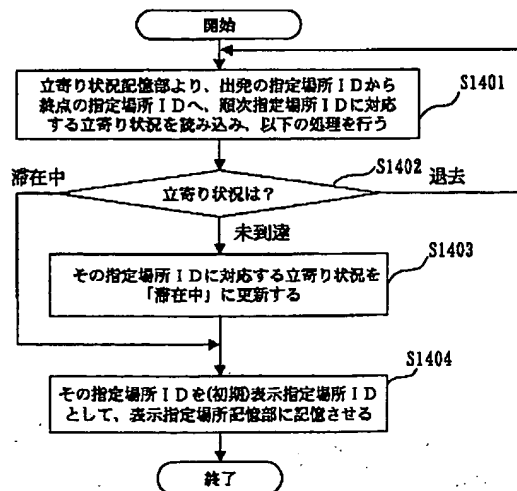 開始
立寄り状況記憶部より、出発の指定場所IDから
終点の指定場所IDへ、順次指定場所IDに対応
する立寄り状況を読み込み、以下の処理を行う
S1401
S1402
滞在中
立寄り状況は？
退去
未到達
S1403
その指定場所IDに対応する立寄り状況を
「滞在中」に更新する
S1404
その指定場所IDを(初期)表示指定場所ID
として、表示指定場所記憶部に記憶させる
終了